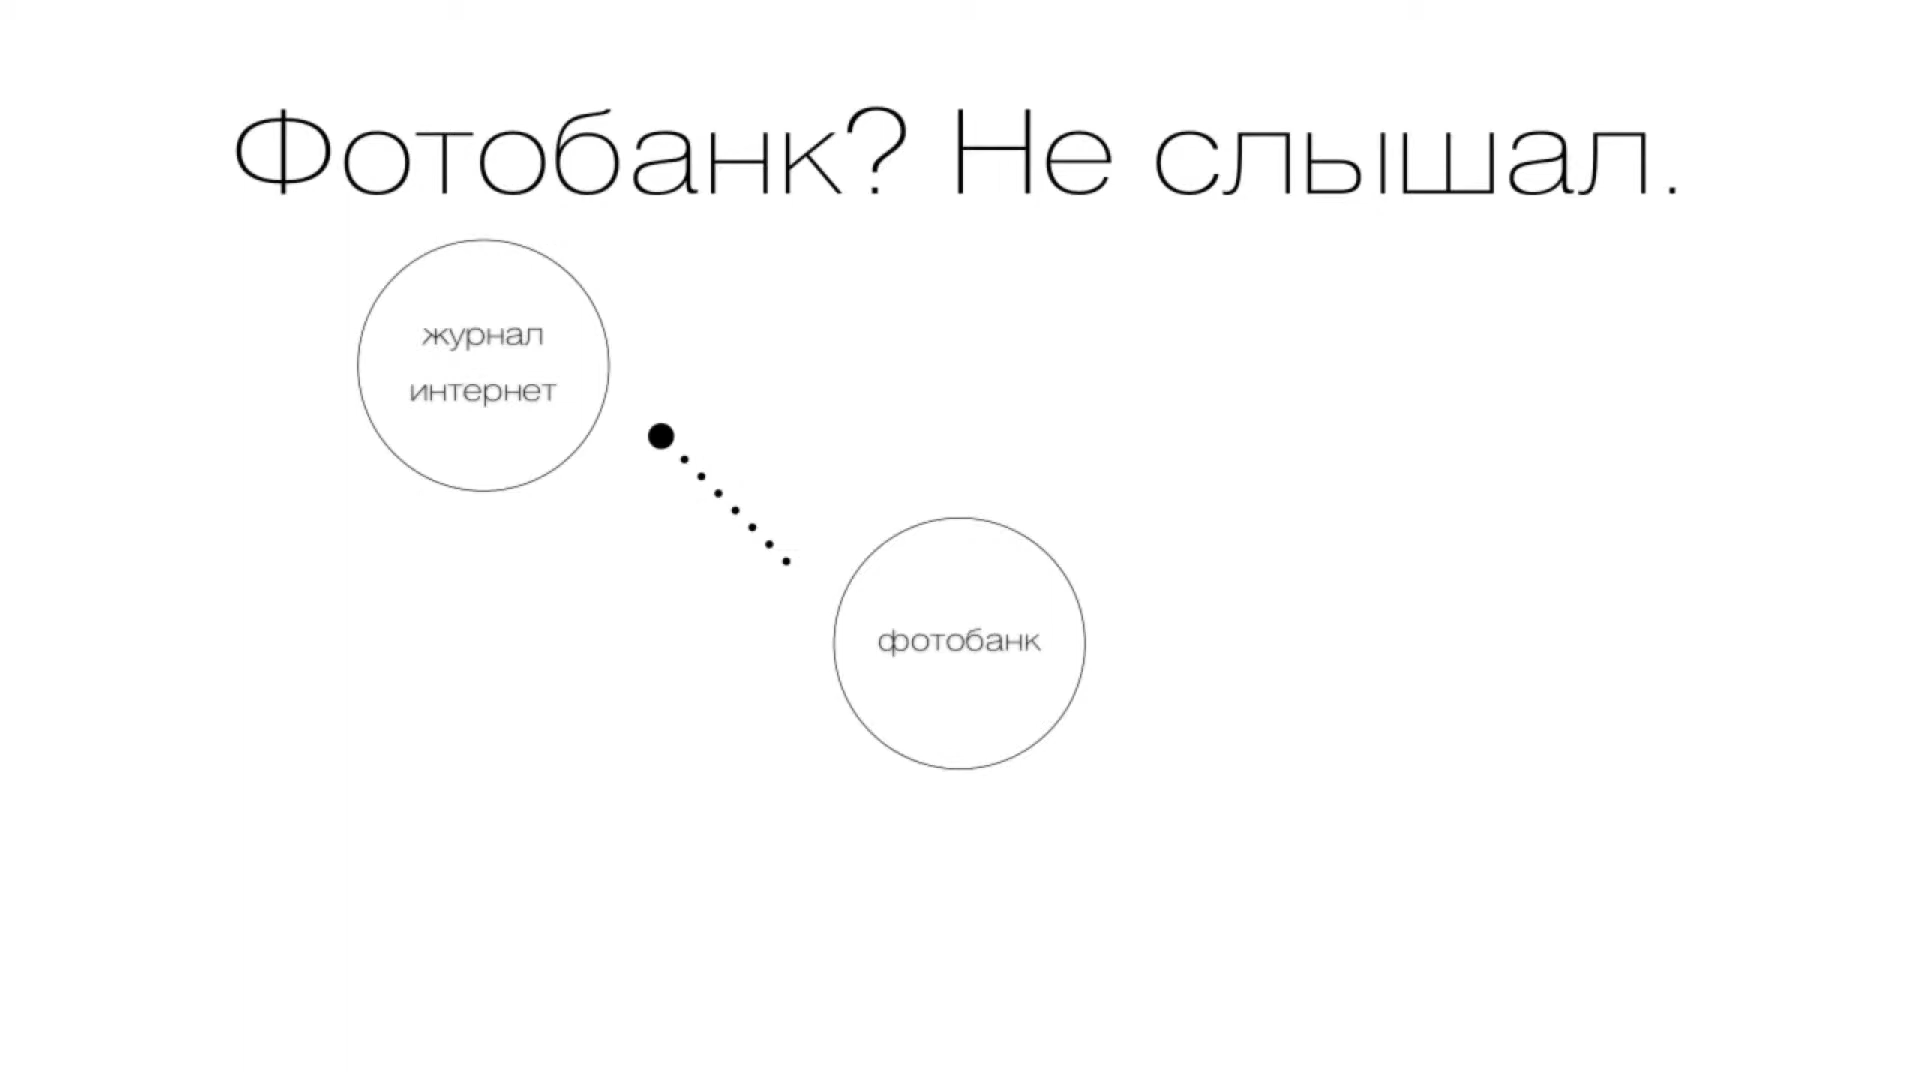 Фотобанк? Не слышал.
журнал
интернет
фотобанк